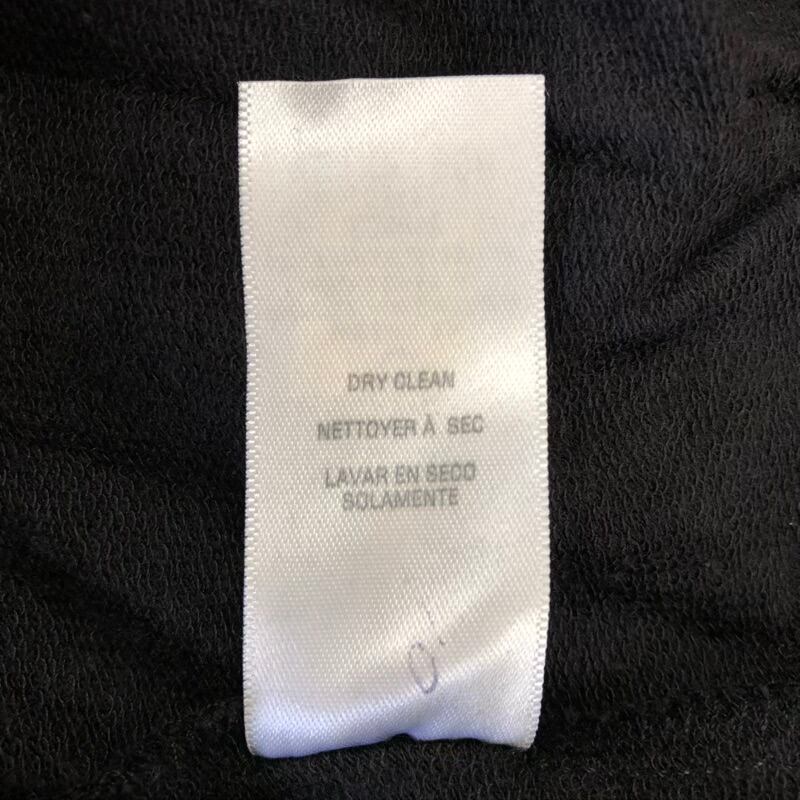 DRY CLEAN
NETTOYER À SEC
LAVAR EN SECO
SOLAMENTE